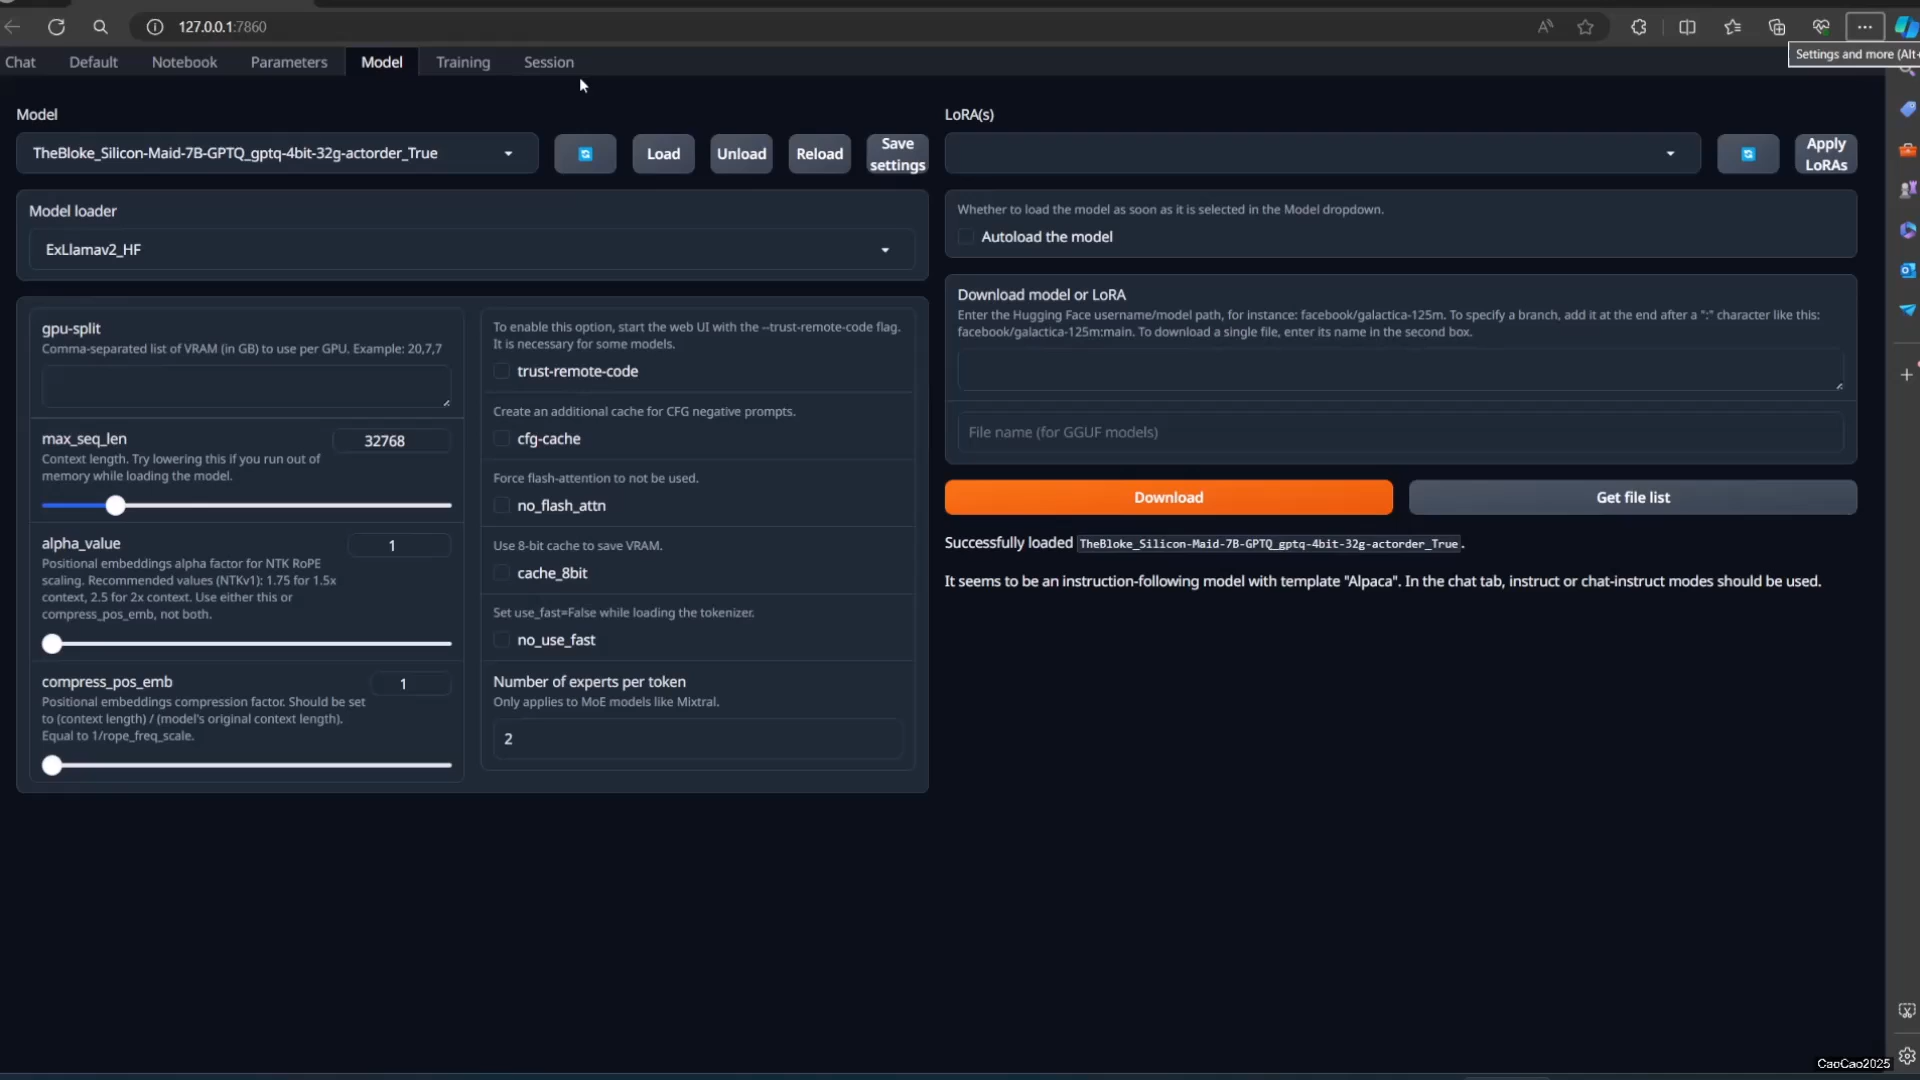 127.0.0.1:7860
Settings and more (Alt+
Chat Default Notebook Parameters Model Training Session
Model
TheBloke_Silicon-Maid-7B-GPTQ_gptq-4bit-32g-actorder_True
Load
Unload
Reload
Save
settings
Model loader
ExLlamav2_HF
gpu-split
Comma-separated list of VRAM (in GB) to use per GPU. Example: 20,7,7
max_seq_len
32768
Context length. Try lowering this if you run out of
memory while loading the model.
alpha_value
1
Positional embeddings alpha factor for NTK RoPE
scaling. Recommended values (NTKv1): 1.75 for 1.5x
context, 2.5 for 2x context. Use either this or
compress_pos_emb, not both.
compress_pos_emb
1
Positional embeddings compression factor. Should be set
to (context length) / (model's original context length).
Equal to 1/rope_freq_scale.
To enable this option, start the web UI with the --trust-remote-code flag.
It is necessary for some models.
trust-remote-code
Create an additional cache for CFG negative prompts.
cfg-cache
Force flash-attention to not be used.
no_flash_attn
Use 8-bit cache to save VRAM.
cache_8bit
Set use_fast=False while loading the tokenizer.
no_use_fast
Number of experts per token
Only applies to MoE models like Mixtral.
2
LoRA(s)
Apply
LoRAs
Whether to load the model as soon as it is selected in the Model dropdown.
Autoload the model
Download model or LoRA
Enter the Hugging Face username/model path, for instance: facebook/galactica-125m. To specify a branch, add it at the end after a ":" character like this:
facebook/galactica-125m:main. To download a single file, enter its name in the second box.
File name (for GGUF models)
Download
Get file list
Successfully loaded TheBloke_Silicon-Maid-7B-GPTQ_gptq-4bit-32g-actorder_True.
It seems to be an instruction-following model with template "Alpaca". In the chat tab, instruct or chat-instruct modes should be used.
CaoCao2025